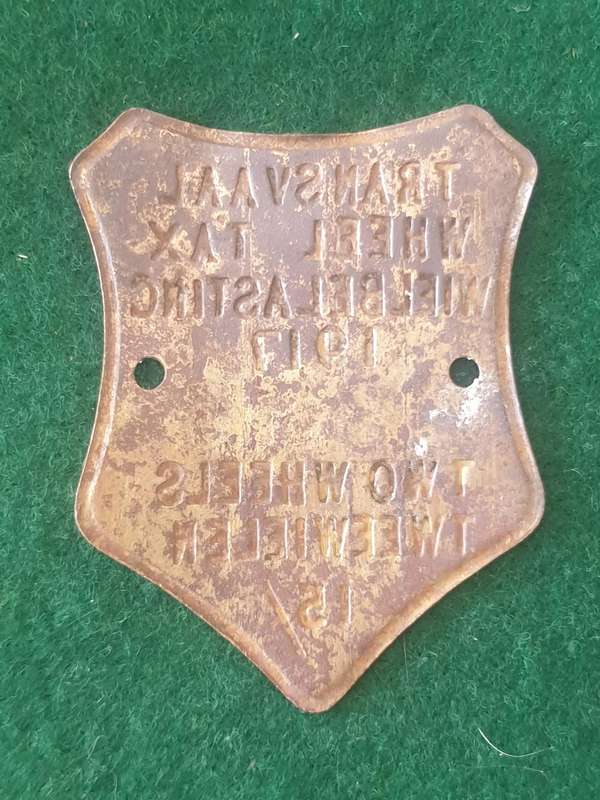 TRANSVAAL
WHEEL TAX
WIELBELASTING
1917
TWO WHEELS
TWEEWIELEN
15/